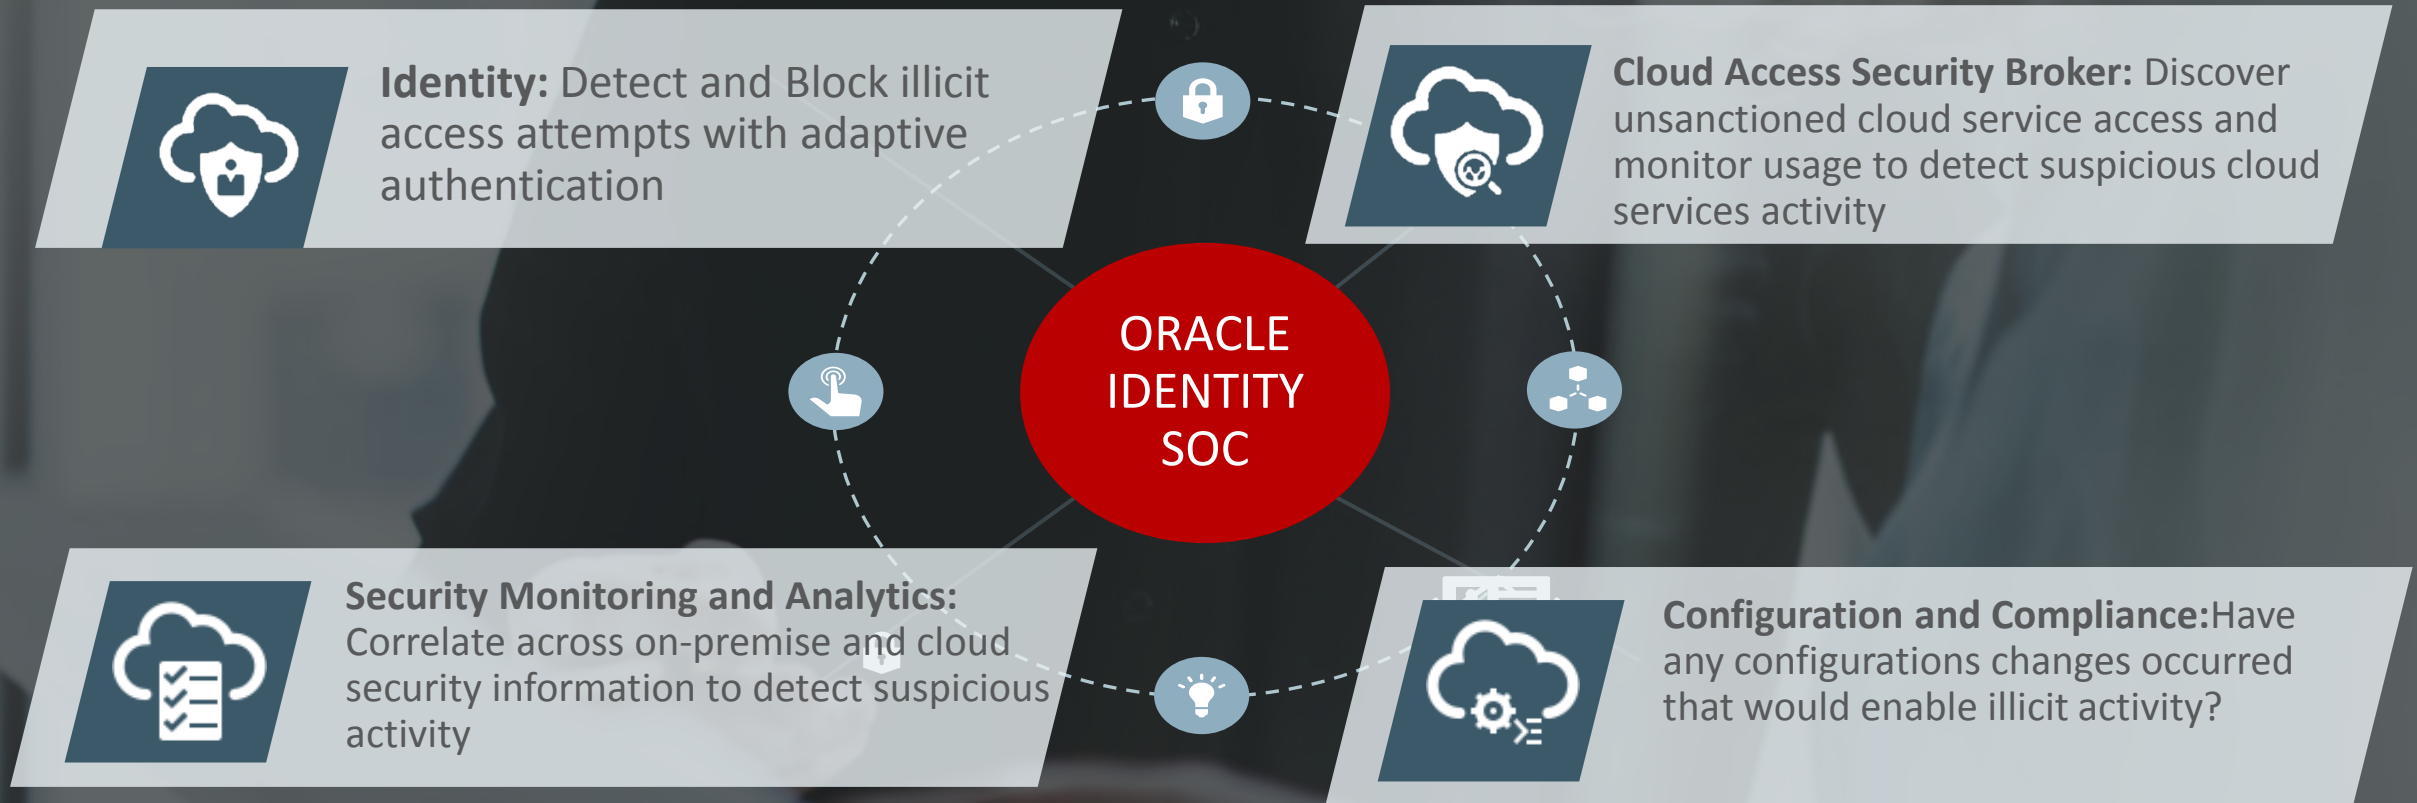 Identity: Detect and Block illicit
access attempts with adaptive
authentication
Cloud Access Security Broker: Discover
unsanctioned cloud service access and
monitor usage to detect suspicious cloud
services activity
ORACLE
IDENTITY
SOC
Security Monitoring and Analytics:
Correlate across on-premise and cloud
security information to detect suspicious
activity
Configuration and Compliance:Have
any configurations changes occurred
that would enable illicit activity?